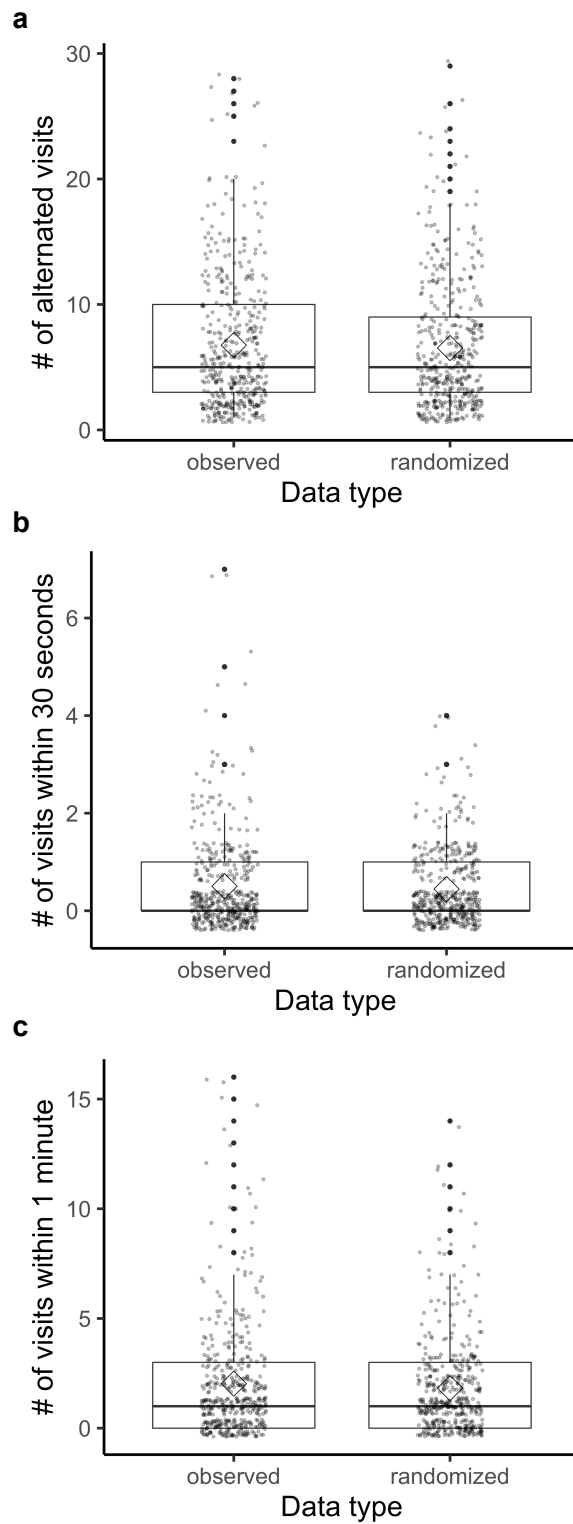 a
# of alternated visits
30
20
10
0
observed
randomized
Data type
b
# of visits within 30 seconds
6
4
2
0
observed
randomized
Data type
c
# of visits within 1 minute
15
10
5
0
observed
randomized
Data type